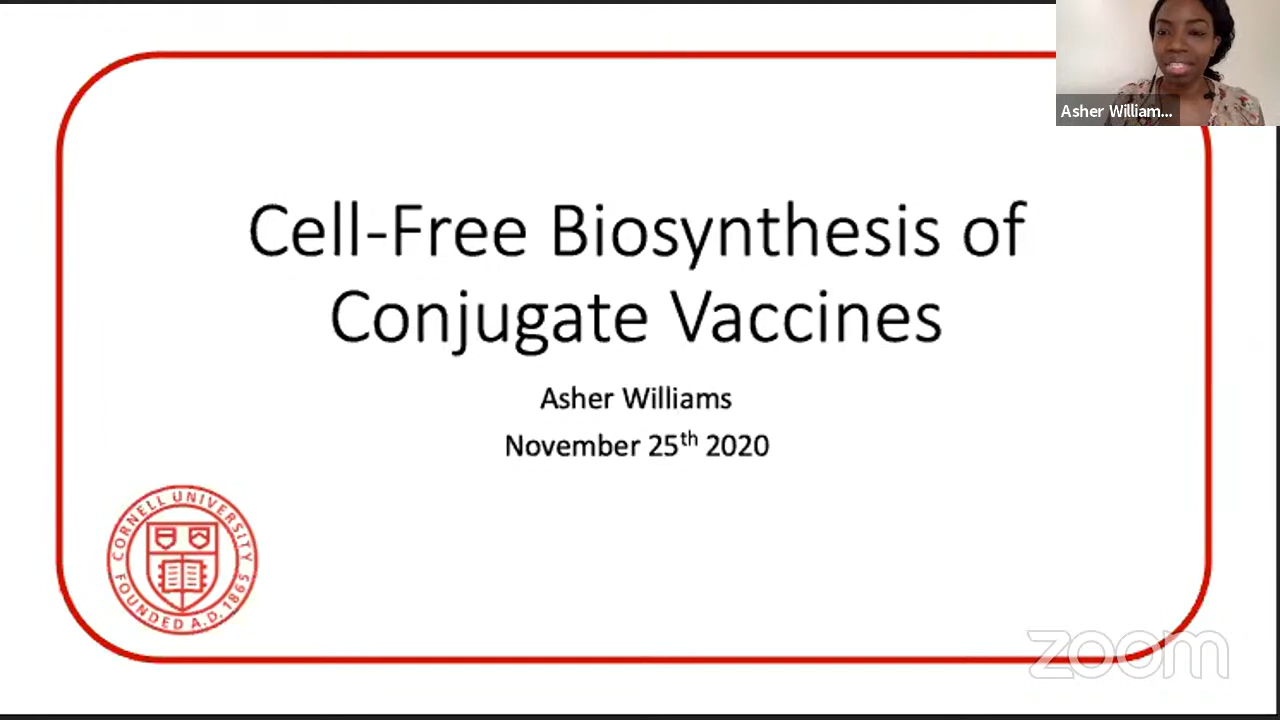 Asher William...
Cell-Free Biosynthesis of
Conjugate Vaccines
Asher Williams
November 25th 2020
CORNELL UNIVERSITY
FOUNDED A.D. 1865
zoom